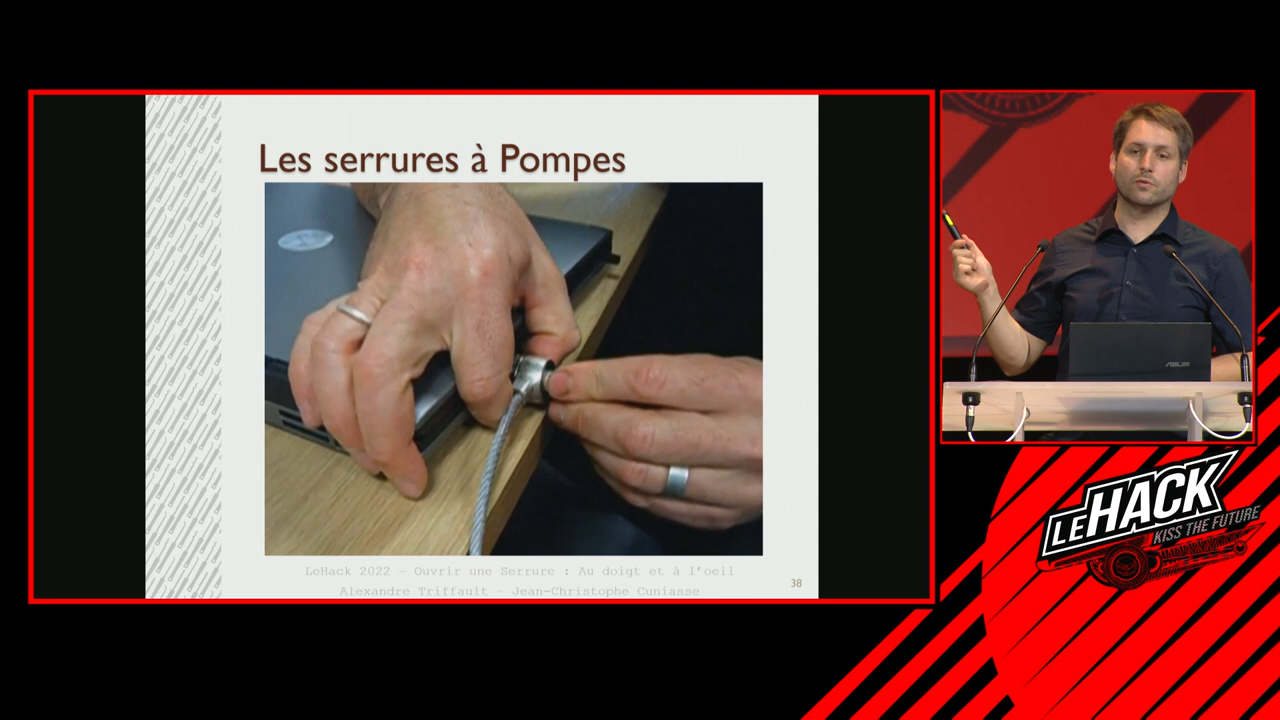 Les serrures à Pompes
LeHack 2022 – Ouvrir une Serrure : Au doigt et à l'oeil
Alexandre Triffault – Jean-Christophe Cuniasse
38
ASUS
LEHACK
KISS THE FUTURE